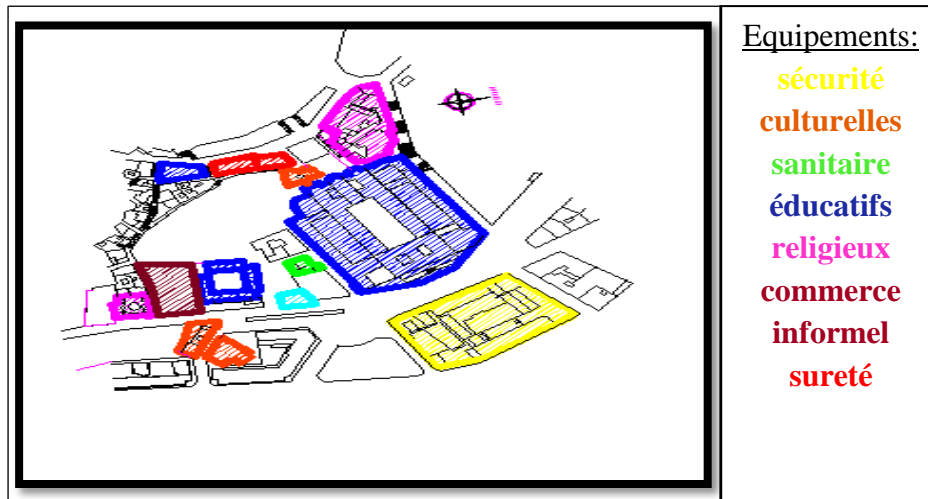 Equipements:
sécurité
culturelles
sanitaire
éducatifs
religieux
commerce
informel
sureté